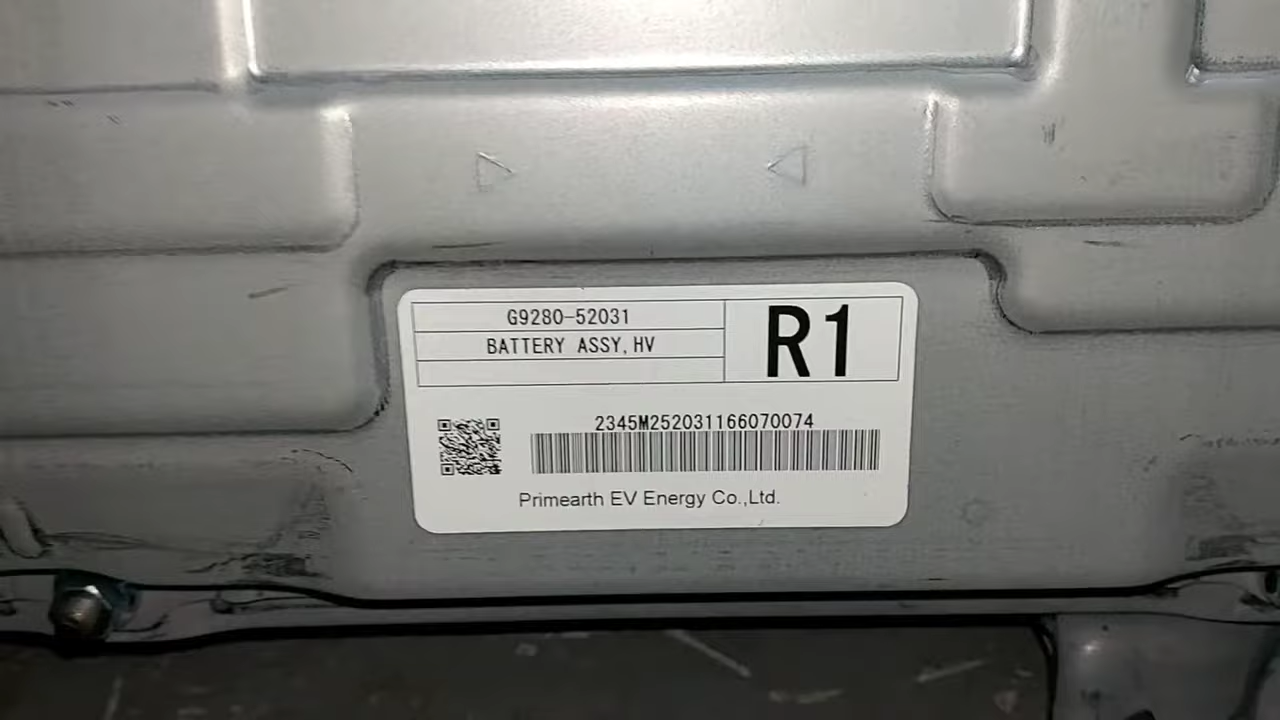 G9280-52031
BATTERY ASSY,HV
R1
2345M252031166070074
Primearth EV Energy Co.,Ltd.